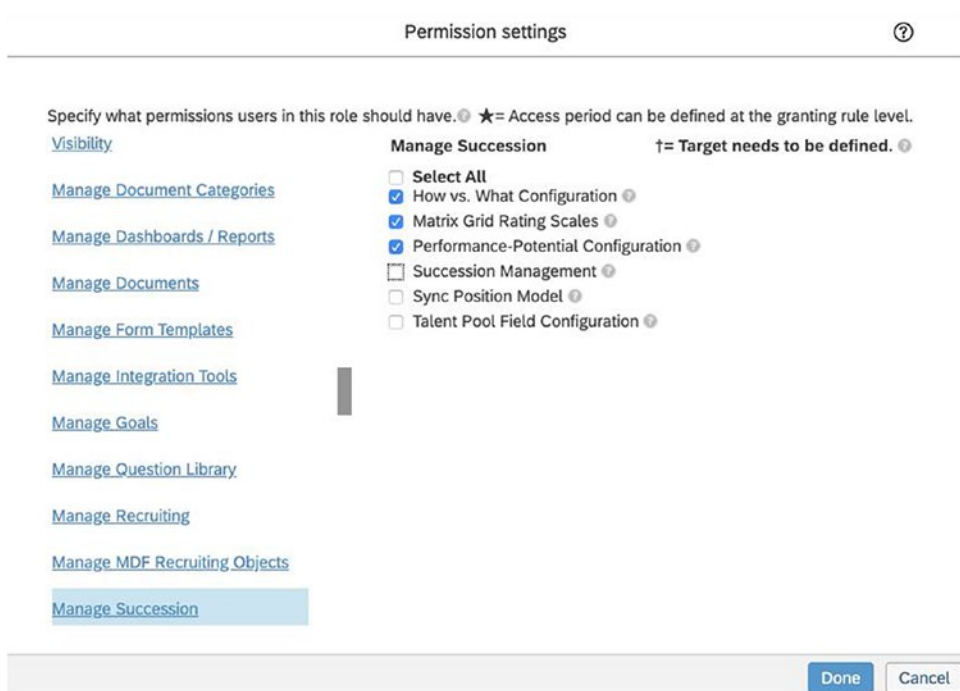 Permission settings
Specify what permissions users in this role should have. ★= Access period can be defined at the granting rule level.
Visibility
Manage Document Categories
Manage Dashboards / Reports
Manage Documents
Manage Form Templates
Manage Integration Tools
Manage Goals
Manage Question Library
Manage Recruiting
Manage MDF Recruiting Objects
Manage Succession
Manage Succession
†= Target needs to be defined.
Select All
How vs. What Configuration
Matrix Grid Rating Scales
Performance-Potential Configuration
Succession Management
Sync Position Model
Talent Pool Field Configuration
Done
Cancel